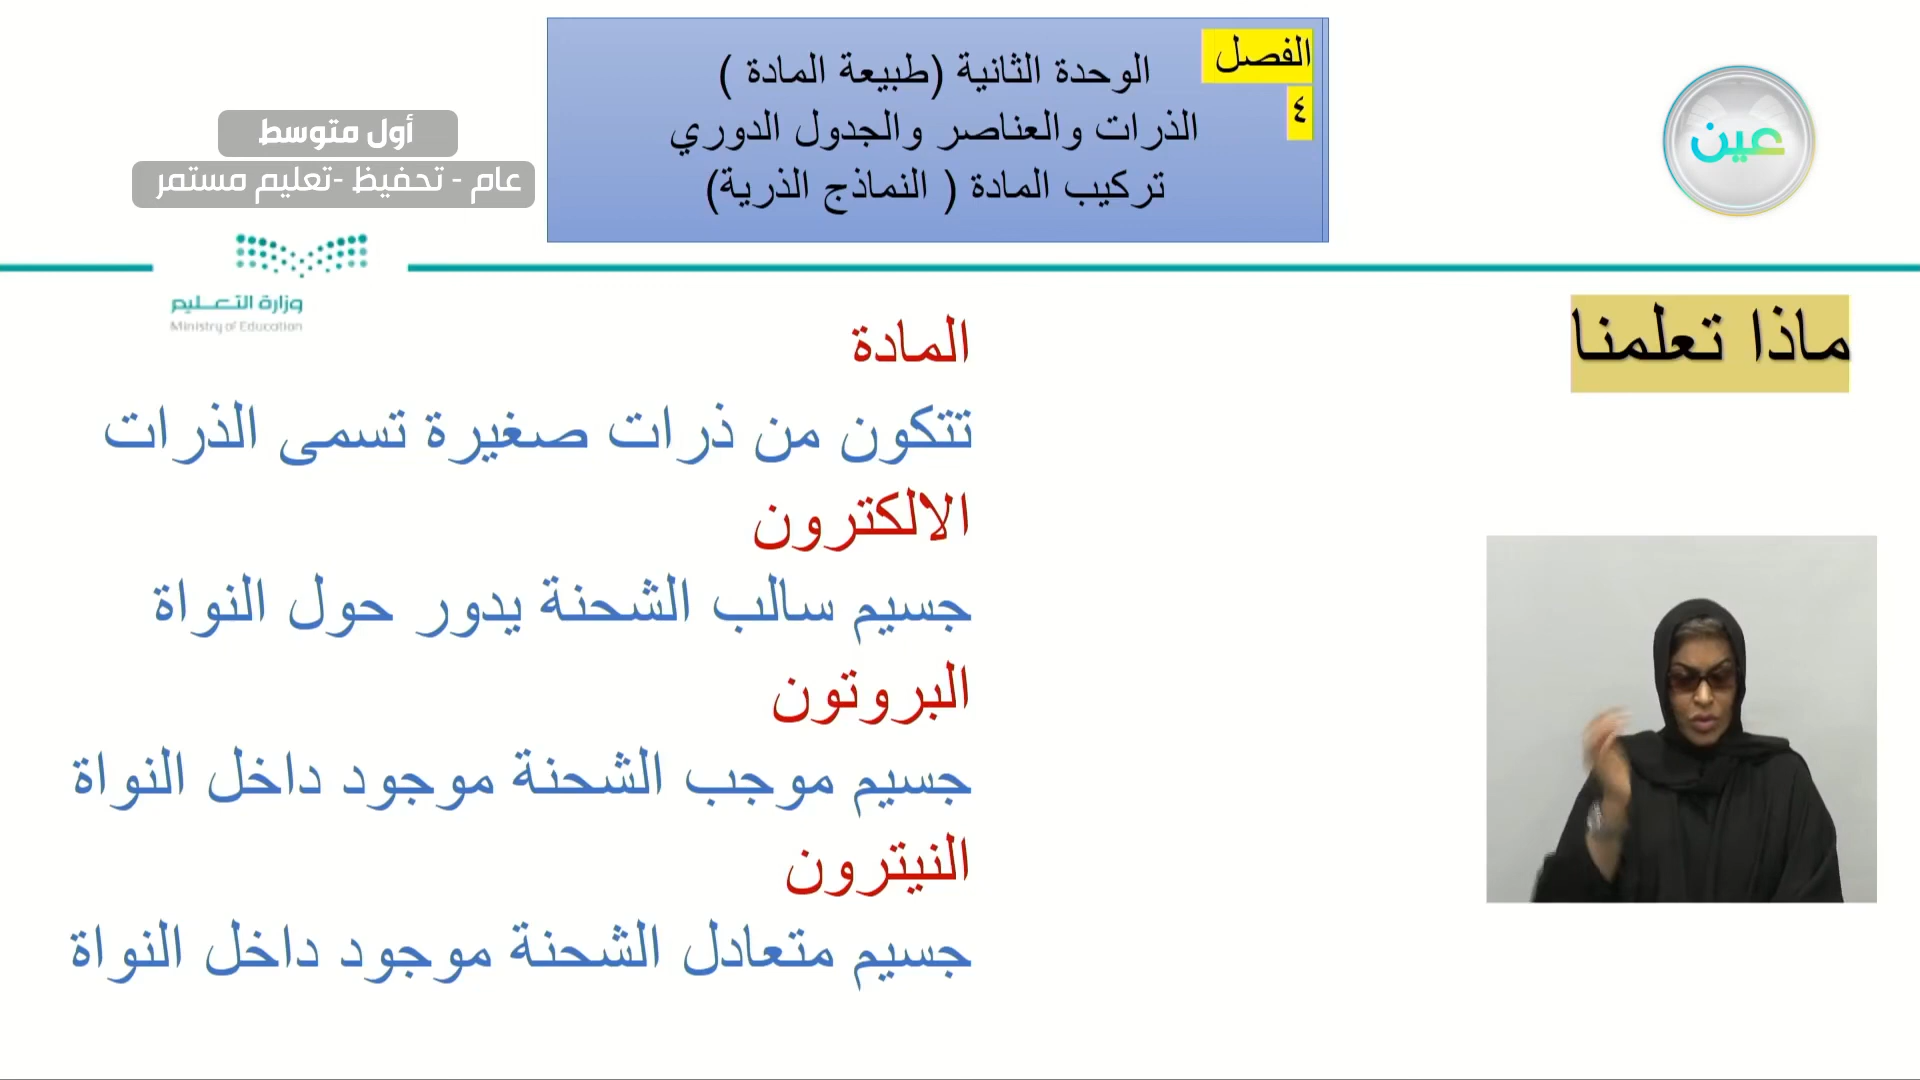 الفصل
٤
الوحدة الثانية (طبيعة المادة )
الذرات والعناصر والجدول الدوري
تركيب المادة ( النماذج الذرية)
عين
أول متوسط
عام - تحفيظ -تعليم مستمر
وزارة التعليم
Ministry of Education
ماذا تعلمنا
المادة
تتكون من ذرات صغيرة تسمى الذرات
الالكترون
جسيم سالب الشحنة يدور حول النواة
البروتون
جسيم موجب الشحنة موجود داخل النواة
النيترون
جسيم متعادل الشحنة موجود داخل النواة